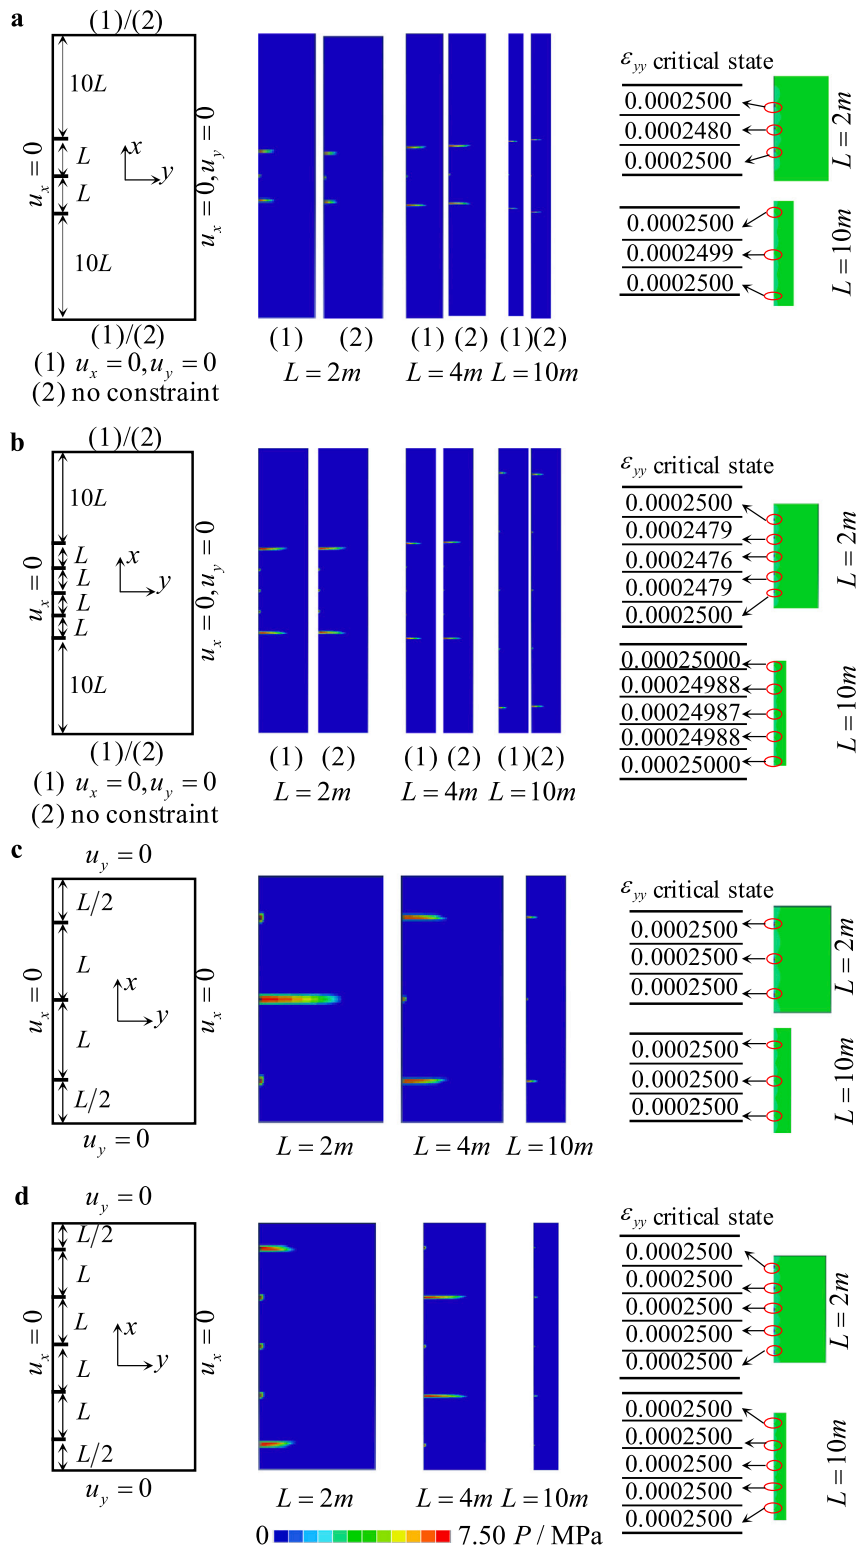 a
(1)/(2)
10L
L
L
10L
u_x = 0
x
y
u_x = 0, u_y = 0
(1)/(2)
(1) u_x = 0, u_y = 0
(2) no constraint
(1) (2)
L = 2m
(1) (2)
L = 4m
(1) (2)
L = 10m
ε_yy critical state
0.0002500
0.0002480
0.0002500
L = 2m
0.0002500
0.0002499
0.0002500
L = 10m
b
(1)/(2)
10L
L
L
L
L
10L
u_x = 0
x
y
u_x = 0, u_y = 0
(1)/(2)
(1) u_x = 0, u_y = 0
(2) no constraint
(1) (2)
L = 2m
(1) (2)
L = 4m
(1) (2)
L = 10m
ε_yy critical state
0.0002500
0.0002479
0.0002476
0.0002479
0.0002500
L = 2m
0.00025000
0.00024988
0.00024987
0.00024988
0.00025000
L = 10m
c
u_y = 0
L/2
L
L
L/2
u_x = 0
x
y
u_x = 0
u_y = 0
L = 2m
L = 4m
L = 10m
ε_yy critical state
0.0002500
0.0002500
0.0002500
L = 2m
0.0002500
0.0002500
0.0002500
L = 10m
d
u_y = 0
L/2
L
L
L
L
L/2
u_x = 0
x
y
u_x = 0
u_y = 0
L = 2m
L = 4m
L = 10m
ε_yy critical state
0.0002500
0.0002500
0.0002500
0.0002500
0.0002500
L = 2m
0.0002500
0.0002500
0.0002500
0.0002500
0.0002500
L = 10m
0 7.50 P / MPa